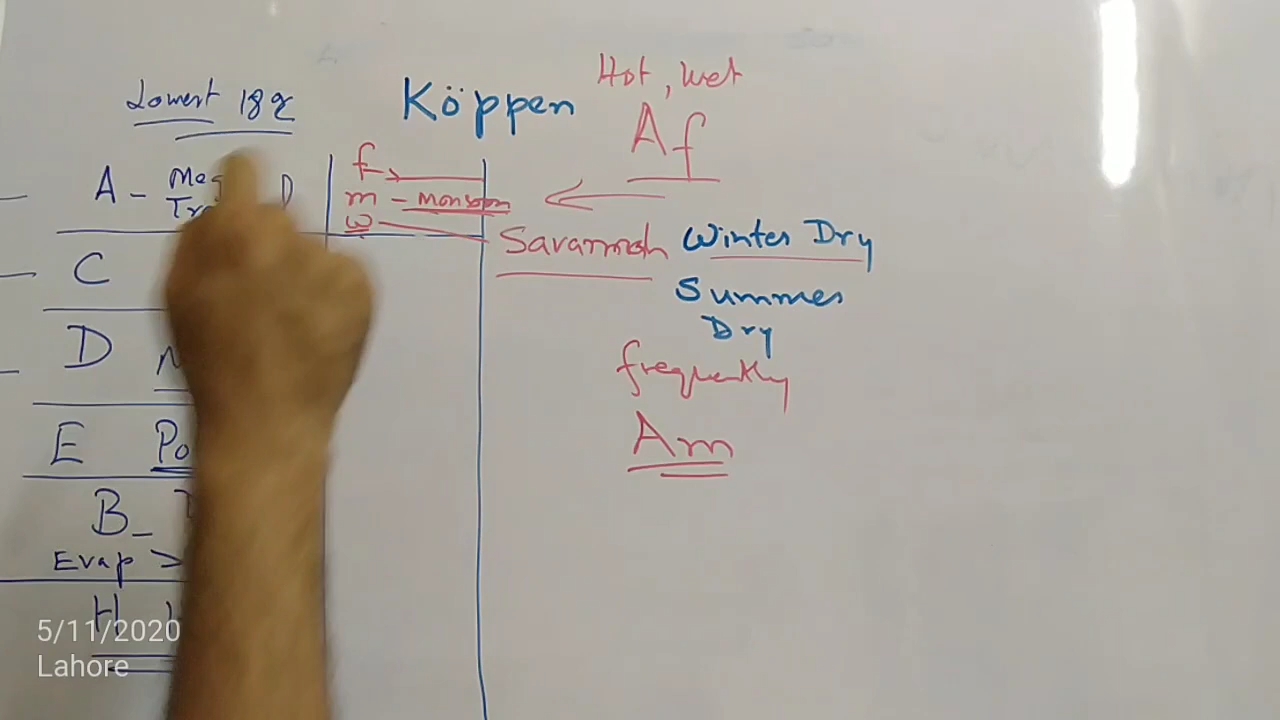 Lowest 18
Köppen
Hot, wet
Af
A -
f
m - monsoon
w
Savannah Winter Dry
Summer
Dry
C
D
frequently
Am
E Po
B -
Evap >
H
5/11/2020
Lahore